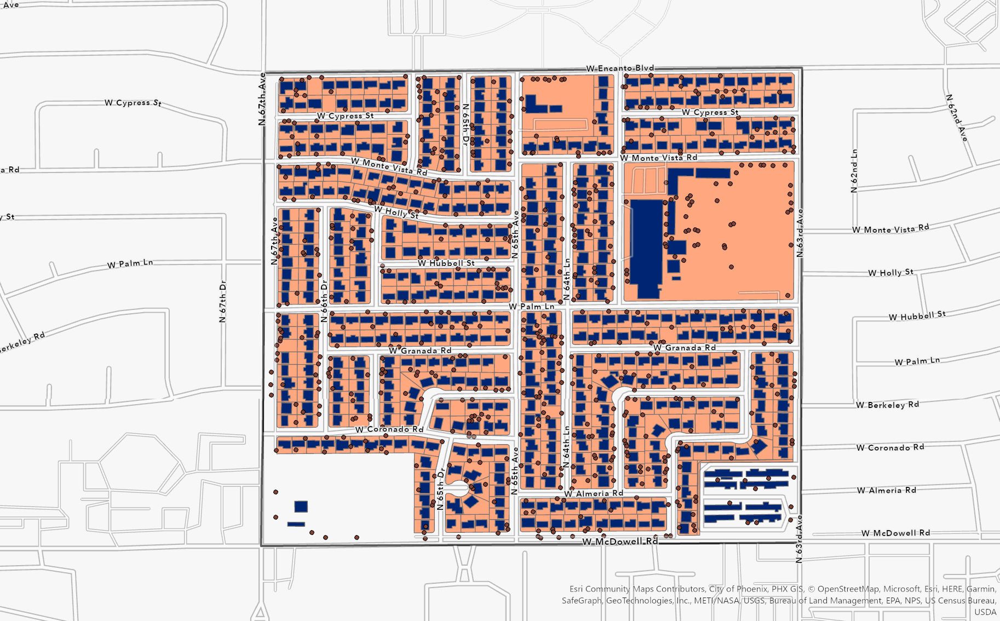 Ave
W Encanto Blvd
N 67th Ave
W Cypress St
N 62nd Ave
W Cypress St
W Cypress St
N 65th Dr
N 62nd Ln
W Monte Vista Rd
W Monte Vista Rd
a Rd
W Holly St
y St
N 67th Ave
N 65th Ave
N 63rd Ave
W Monte Vista Rd
W Palm Ln
W Hubbell St
N 64th Ln
W Holly St
N 67th Dr
N 66th Dr
W Palm Ln
W Hubbell St
erkeley Rd
W Granada Rd
W Granada Rd
W Palm Ln
W Berkeley Rd
W Coronado Rd
N 64th Ln
W Coronado Rd
N 65th Dr
N 65th Ave
W Almeria Rd
W Almeria Rd
N 63rd Ave
W McDowell Rd
W McDowell Rd
Esri Community Maps Contributors, City of Phoenix, PHX GIS, © OpenStreetMap, Microsoft, Esri, HERE, Garmin,
SafeGraph, GeoTechnologies, Inc., METI/NASA, USGS, Bureau of Land Management, EPA, NPS, US Census Bureau,
USDA